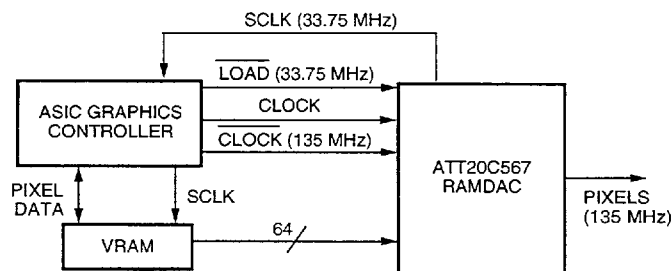 SCLK (33.75 MHz)
LOAD (33.75 MHz)
CLOCK
CLOCK (135 MHz)
ASIC GRAPHICS
CONTROLLER
ATT20C567
RAMDAC
PIXELS
(135 MHz)
PIXEL
DATA
SCLK
64
VRAM